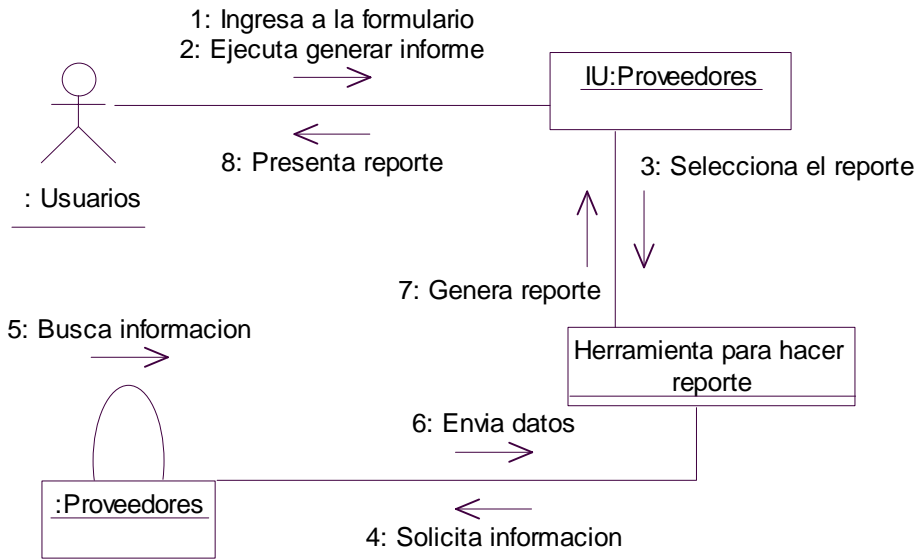 1: Ingresa a la formulario
2: Ejecuta generar informe
IU:Proveedores
8: Presenta reporte
3: Selecciona el reporte
: Usuarios
7: Genera reporte
5: Busca informacion
Herramienta para hacer
reporte
6: Envia datos
:Proveedores
4: Solicita informacion